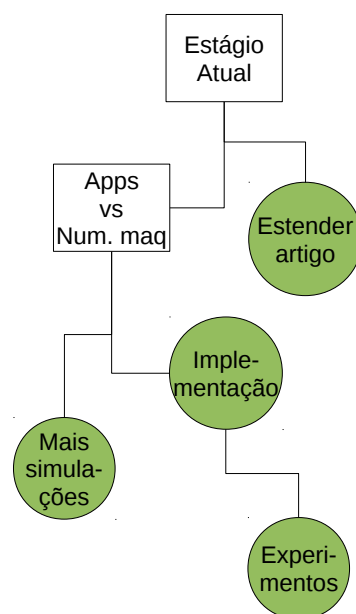 Estágio
Atual
Apps
vs
Num. maq
Estender
artigo
Imple-
mentação
Mais
simula-
ções
Experi-
mentos